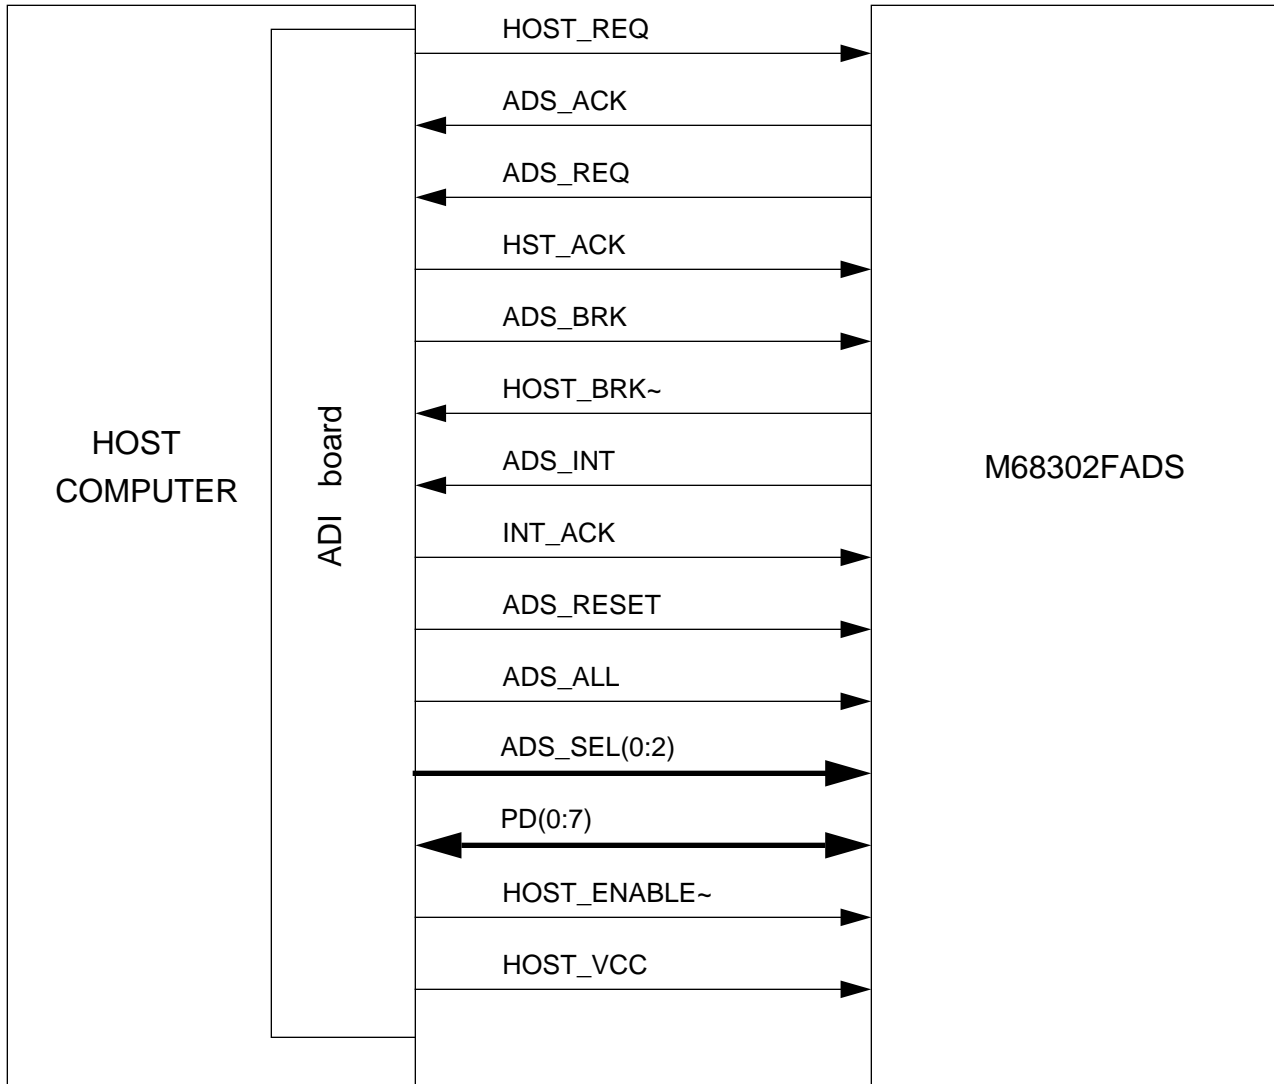 HOST_REQ
ADS_ACK
ADS_REQ
HST_ACK
ADS_BRK
HOST_BRK~
ADS_INT
INT_ACK
ADS_RESET
ADS_ALL
ADS_SEL(0:2)
PD(0:7)
HOST_ENABLE~
HOST_VCC
HOST
COMPUTER
ADI board
M68302FADS